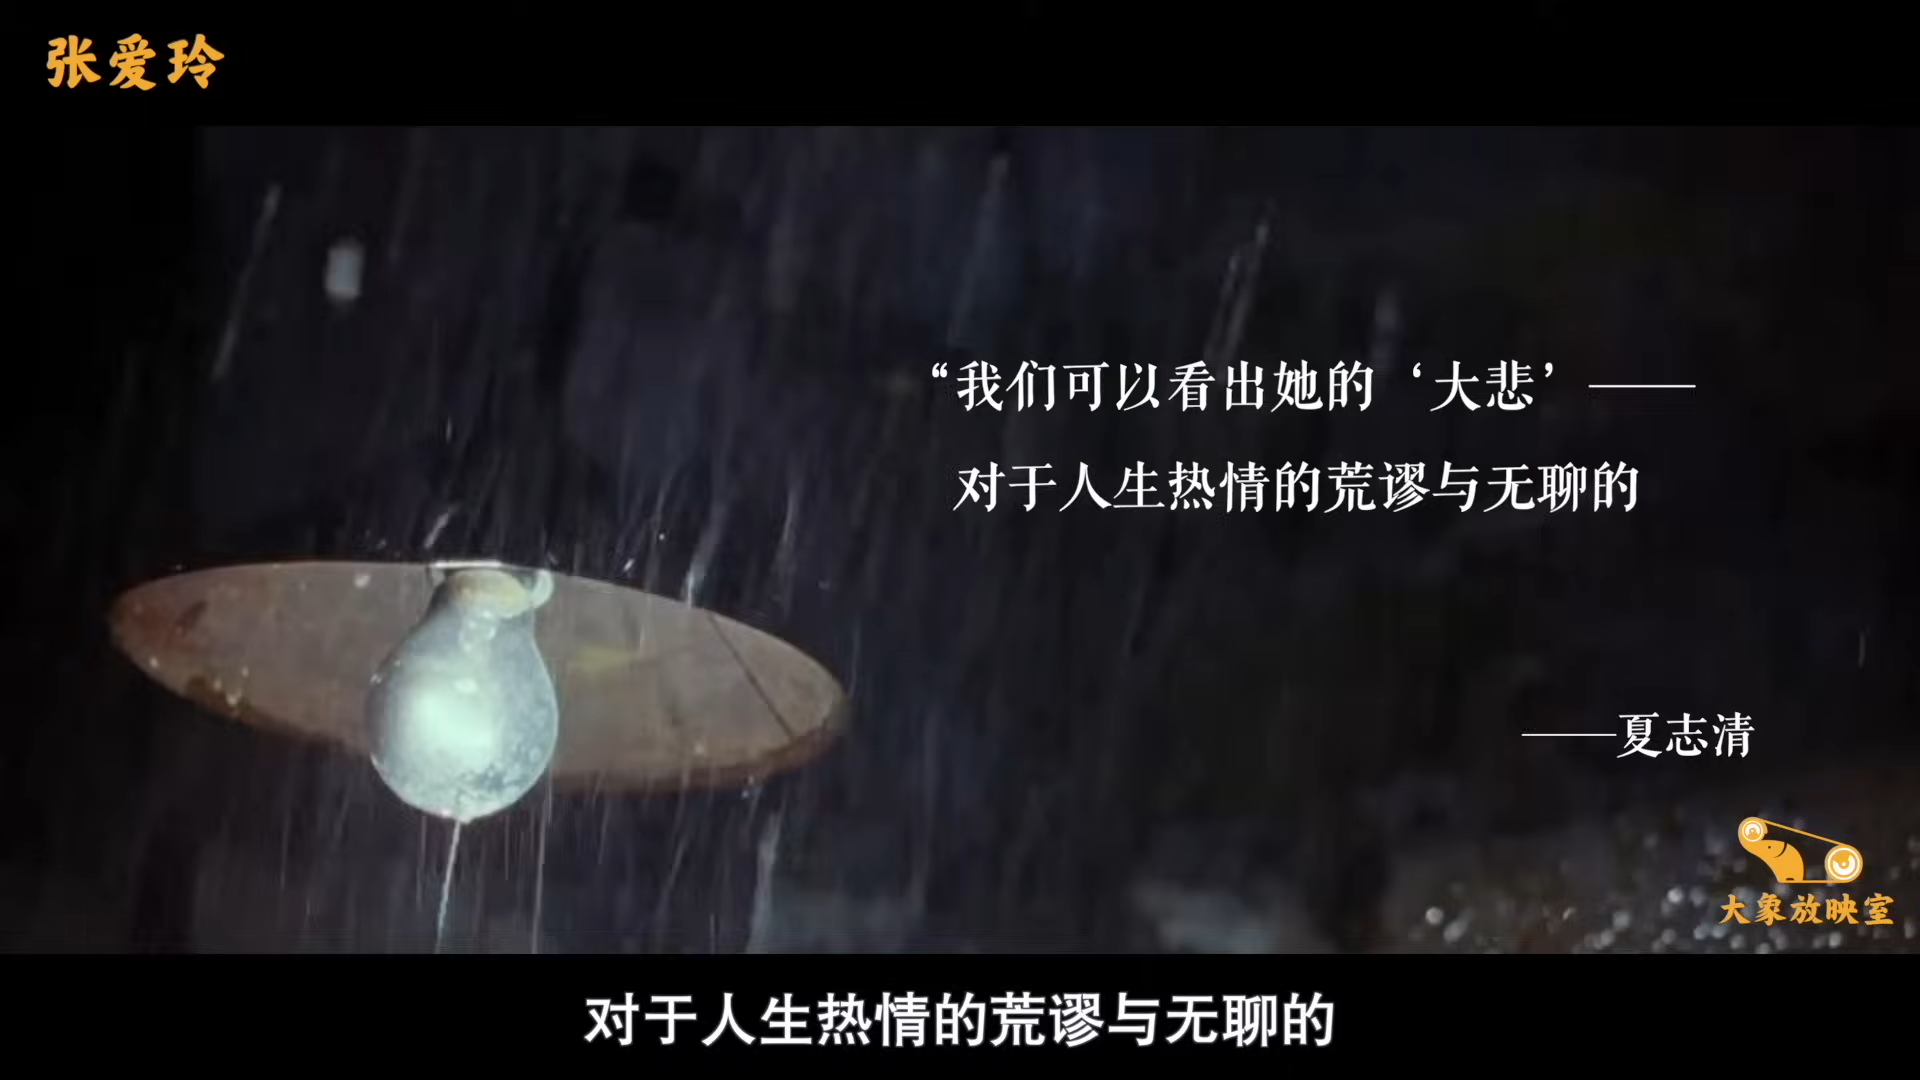 张爱玲
“我们可以看出她的‘大悲’——
对于人生热情的荒谬与无聊的
——夏志清
大象放映室
对于人生热情的荒谬与无聊的